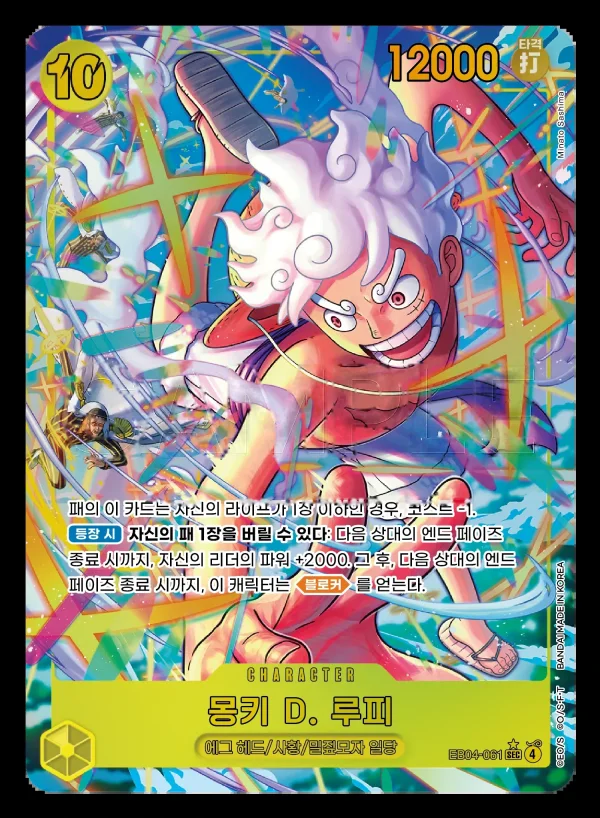 10
12000
타격
打
Minato Sashima
SAMPLE
패의 이 카드는 자신의 라이프가 1장 이하인 경우, 코스트 -1.
등장 시 자신의 패 1장을 버릴 수 있다: 다음 상대의 엔드 페이즈
종료 시까지, 자신의 리더의 파워 +2000. 그 후, 다음 상대의 엔드
페이즈 종료 시까지, 이 캐릭터는 블로커 를 얻는다.
CHARACTER
몽키 D. 루피
에그 헤드/사황/밀짚모자 일당
EB04-061 SEC 4
©EO/S ©O/S·F·T BANDAI MADE IN KOREA